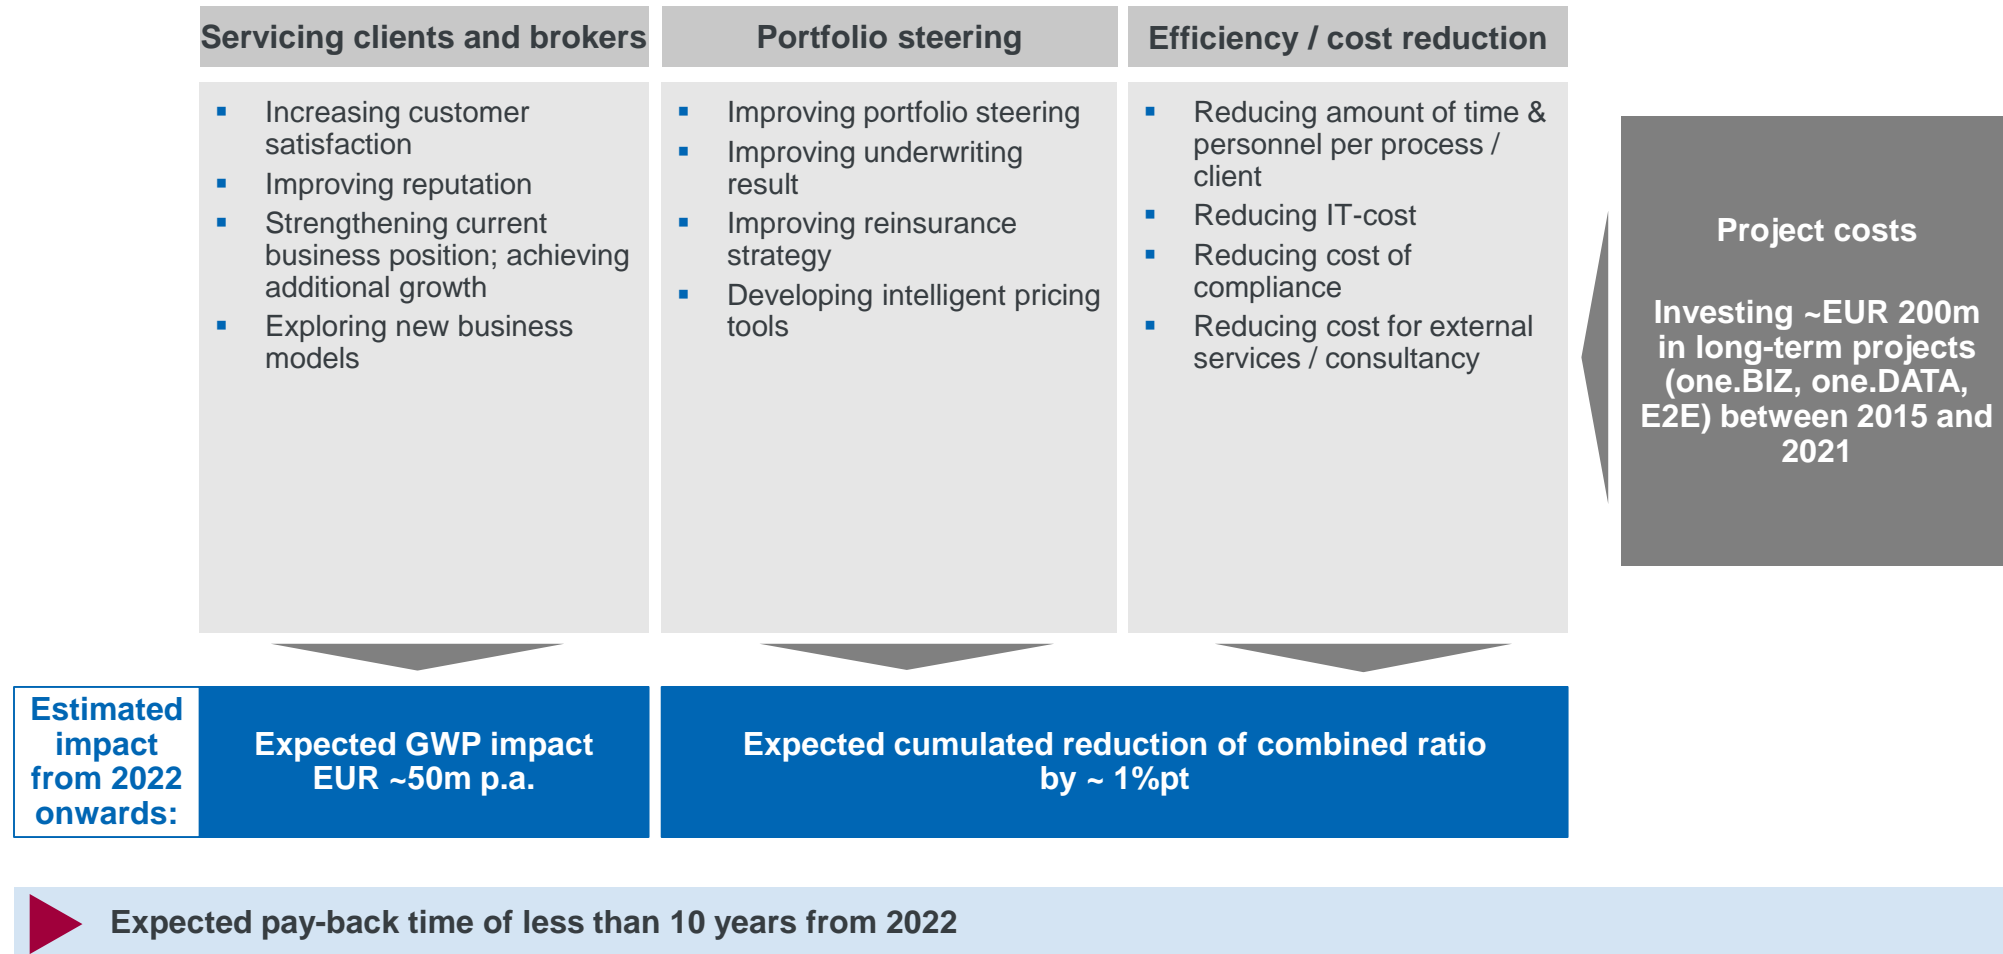 Servicing clients and brokers
Increasing customer
satisfaction
Improving reputation
Strengthening current
business position; achieving
additional growth
Exploring new business
models
Portfolio steering
Improving portfolio steering
Improving underwriting
result
Improving reinsurance
strategy
Developing intelligent pricing
tools
Efficiency / cost reduction
Reducing amount of time &
personnel per process /
client
Reducing IT-cost
Reducing cost of
compliance
Reducing cost for external
services / consultancy
Project costs
Investing ~EUR 200m
in long-term projects
(one.BIZ, one.DATA,
E2E) between 2015 and
2021
Estimated
impact
from 2022
onwards:
Expected GWP impact
EUR ~50m p.a.
Expected cumulated reduction of combined ratio
by ~ 1%pt
Expected pay-back time of less than 10 years from 2022